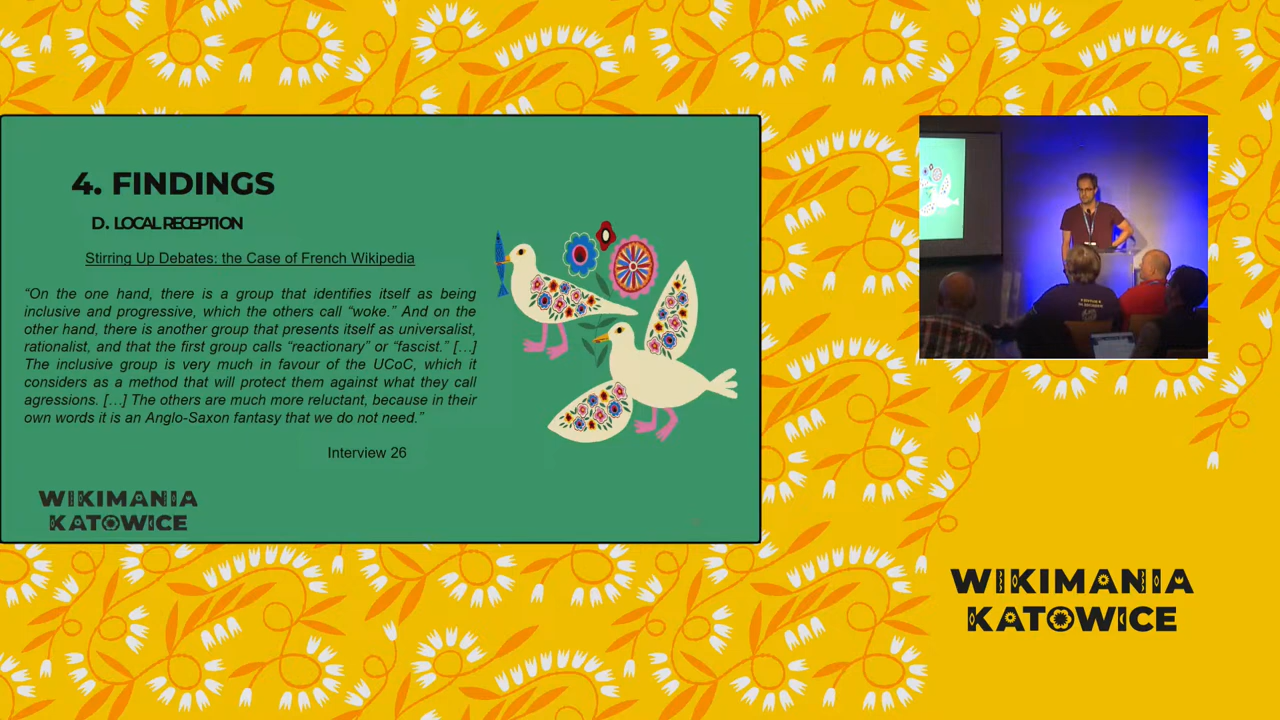 4. FINDINGS
D. LOCAL RECEPTION
Stirring Up Debates: the Case of French Wikipedia
“On the one hand, there is a group that identifies itself as being
inclusive and progressive, which the others call “woke.” And on the
other hand, there is another group that presents itself as universalist,
rationalist, and that the first group calls “reactionary” or “fascist.” […]
The inclusive group is very much in favour of the UCoC, which it
considers as a method that will protect them against what they call
agressions. […] The others are much more reluctant, because in their
own words it is an Anglo-Saxon fantasy that we do not need.”
Interview 26
WIKIMANIA
KATOWICE
WIKIMANIA
KATOWICE